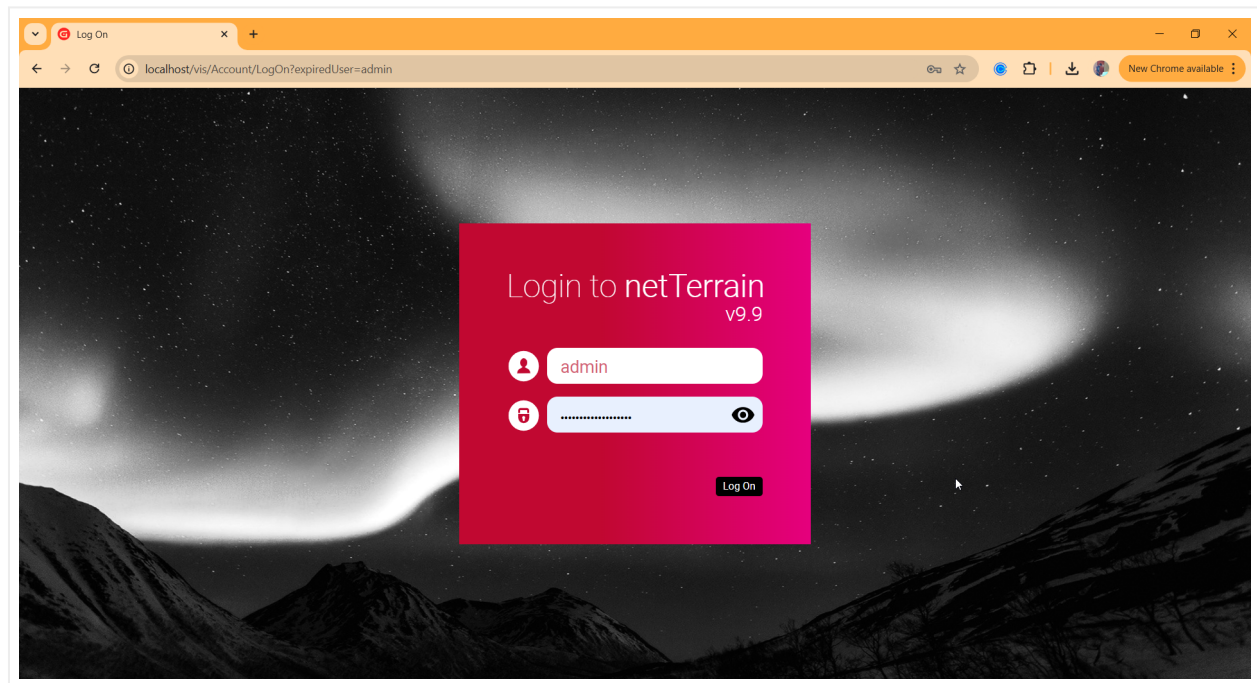 Log On
localhost/vis/Account/LogOn?expiredUser=admin
New Chrome available
Login to netTerrain
v9.9
admin
Log On